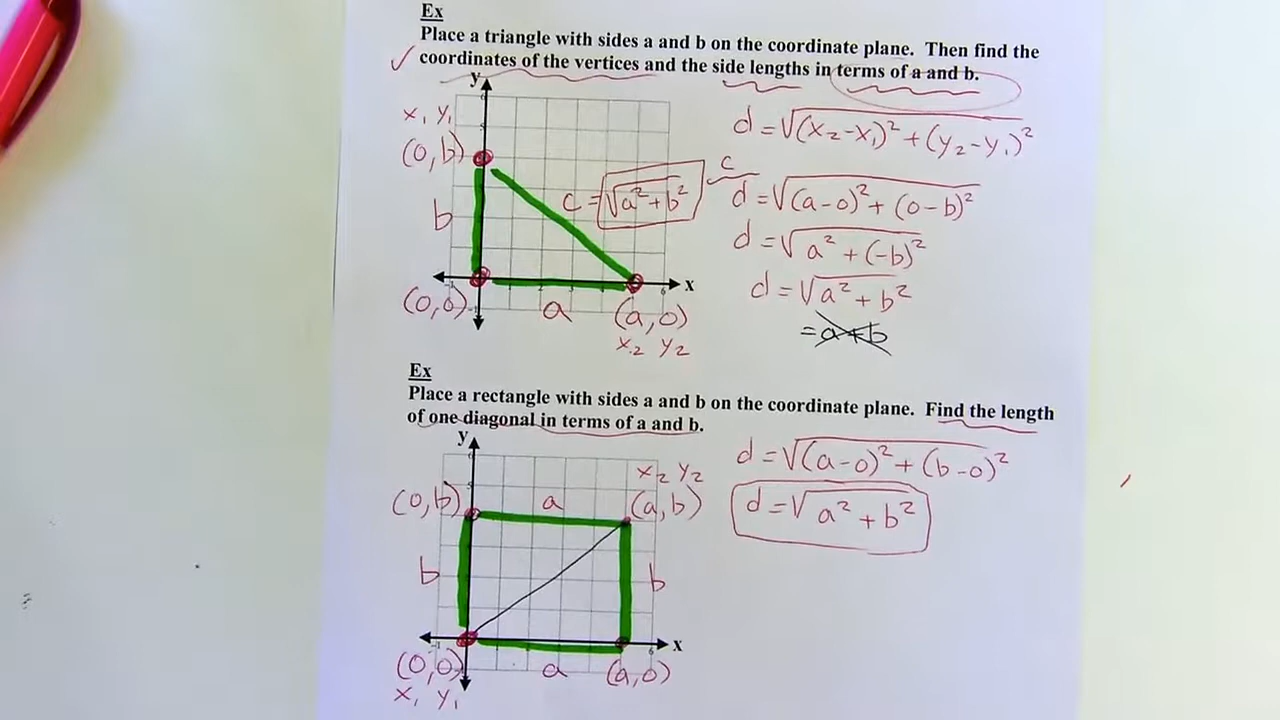 Ex
Place a triangle with sides a and b on the coordinate plane. Then find the
coordinates of the vertices and the side lengths in terms of a and b.
y
x₁ y₁
(0,b)
b
c = √a² + b²
(0,0)
a
(a,0)
x₂ y₂
x
d = √(x₂-x₁)² + (y₂-y₁)²
c
d = √(a-0)² + (0-b)²
d = √a² + (-b)²
d = √a² + b²
= a+b
Ex
Place a rectangle with sides a and b on the coordinate plane. Find the length
of one diagonal in terms of a and b.
y
x₂ y₂
(0,b)
a
(a,b)
b
b
x
(0,0)
a
(a,0)
x₁ y₁
d = √(a-0)² + (b-0)²
d = √a² + b²